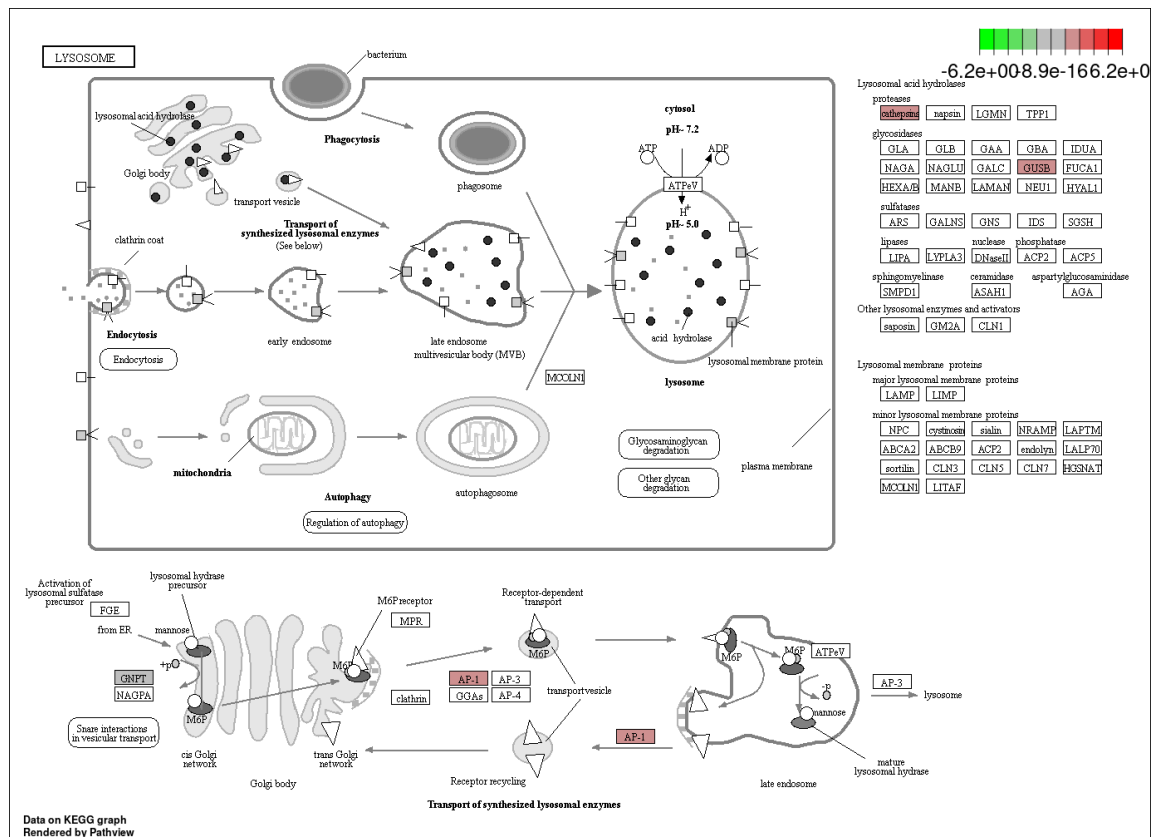 LYSOSOME
bacterium
-6.2e+00
-8.9e-16
6.2e+0
lysosomal acid hydrolase
Golgi body
Phagocytosis
phagosome
transport vesicle
Transport of
synthesized lysosomal enzymes
(See below)
clathrin coat
Endocytosis
Endocytosis
early endosome
late endosome
multivesicular body (MVB)
cytosol
pH~ 7.2
ATP
ADP
ATPeV
H+
pH~ 5.0
acid hydrolase
lysosomal membrane protein
lysosome
MCOLN1
mitochondria
Autophagy
Regulation of autophagy
autophagosome
Glycosaminoglycan
degradation
Other glycan
degradation
plasma membrane
Lysosomal acid hydrolases
proteases
cathepsins napsin LGMN TPP1
glycosidases
GLA GLB GAA GBA IDUA
NAGA NAGLU GALC GUSB FUCA1
HEXA/B MANB LAMAN NEU1 HYAL1
sulfatases
ARS GALNS GNS IDS SGSH
lipases nuclease phosphatase
LIPA LYPLA3 DNaseII ACP2 ACP5
sphingomyelinase ceramidase aspartylglucosaminidase
SMPD1 ASAH1 AGA
Other lysosomal enzymes and activators
saposin GM2A CLN1
Lysosomal membrane proteins
major lysosomal membrane proteins
LAMP LIMP
minor lysosomal membrane proteins
NPC cystinosin sialin NRAMP LAPTM
ABCA2 ABCB9 ACP2 endolyn LALP70
sortilin CLN3 CLN5 CLN7 HGSNAT
MCOLN1 LITAF
Activation of
lysosomal sulfatase
precursor
FGE
lysosomal hydrase
precursor
from ER
mannose
+p
GNPT
NAGPA
M6P
Snare interactions
in vesicular transport
cis Golgi
network
Golgi body
trans Golgi
network
M6P receptor
MPR
M6P
clathrin
AP-1 AP-3
GGAs AP-4
Receptor-dependent
transport
M6P
transport vesicle
Receptor recycling
AP-1
M6P
M6P
ATPeV
-p
mannose
AP-3
lysosome
mature
lysosomal hydrase
late endosome
Transport of synthesized lysosomal enzymes
Data on KEGG graph
Rendered by Pathview